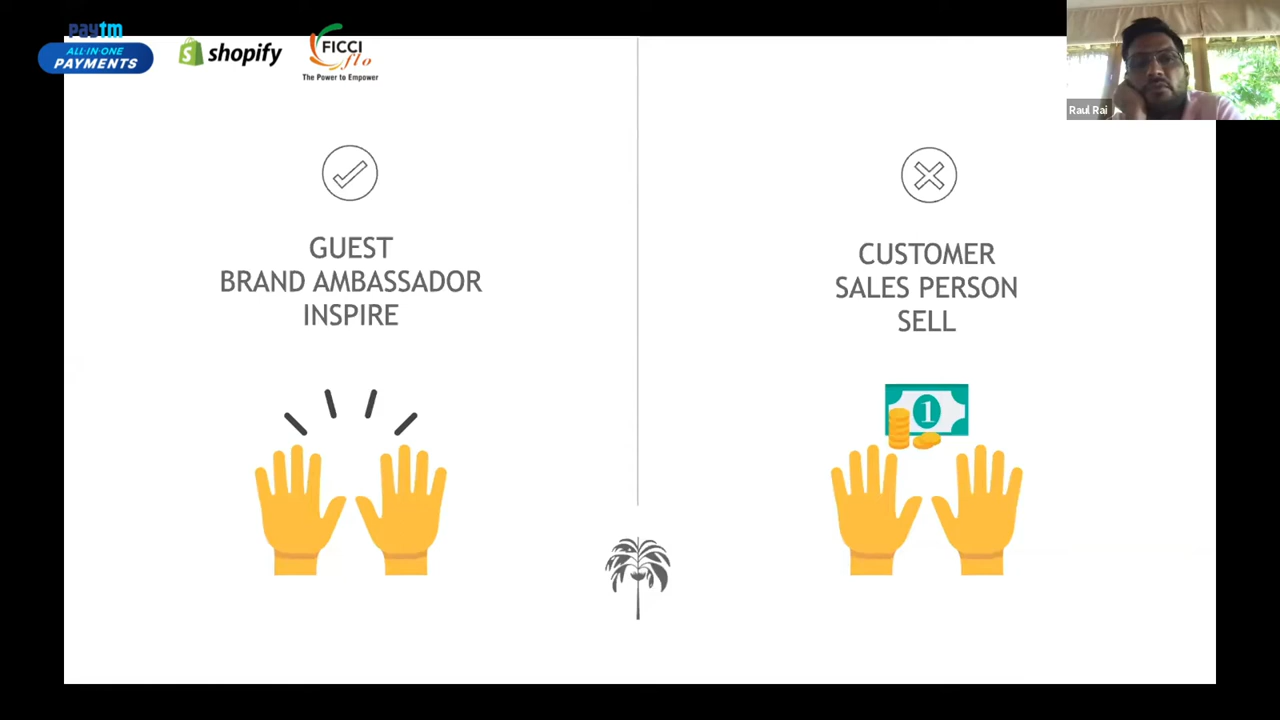 paytm
ALL-IN-ONE
PAYMENTS
shopify
FICCI
flo
The Power to Empower
Raul Rai
GUEST
BRAND AMBASSADOR
INSPIRE
CUSTOMER
SALES PERSON
SELL
1